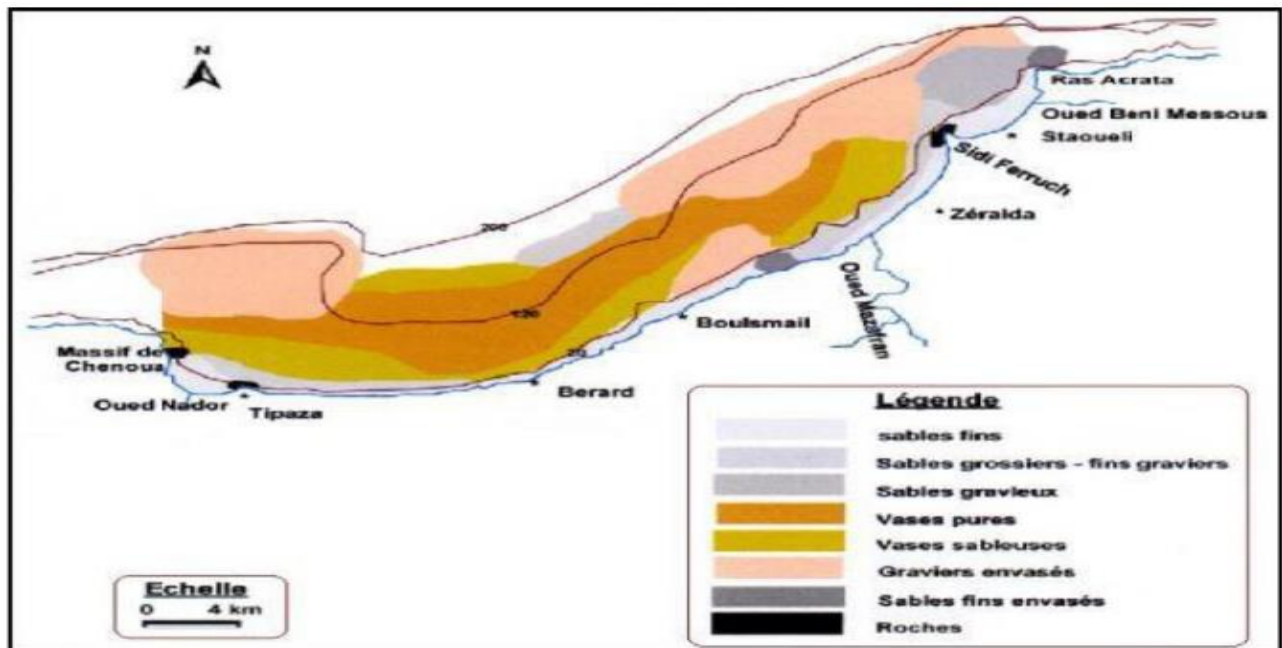 N
Ras Acrata
Oued Beni Messous
Staoueli
Sidi Ferruch
Zéralda
200
Oued Mazafran
120
Boulsmail
20
Massif de
Chenoua
Berard
Oued Nador
Tipaza
Légende
sables fins
Sables grossiers - fins graviers
Sables gravleux
Vases pures
Vases sableuses
Graviers envasés
Sables fins envasés
Roches
Echelle
0 4 km